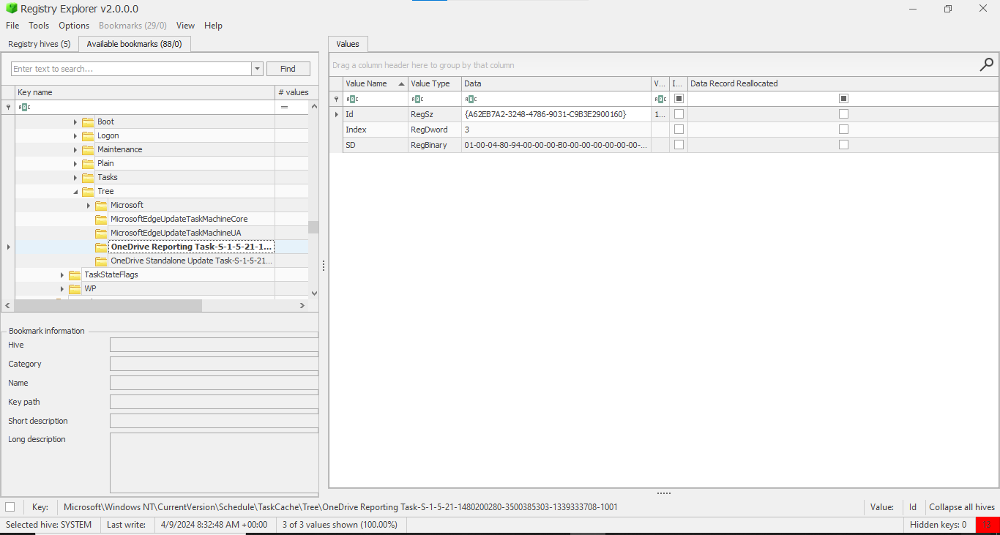 Registry Explorer v2.0.0.0
File Tools Options Bookmarks (29/0) View Help
Registry hives (5) Available bookmarks (88/0)
Enter text to search... Find
Key name # values
ABC =
Boot
Logon
Maintenance
Plain
Tasks
Tree
Microsoft
MicrosoftEdgeUpdateTaskMachineCore
MicrosoftEdgeUpdateTaskMachineUA
OneDrive Reporting Task-S-1-5-21-1...
OneDrive Standalone Update Task-S-1-5-21...
TaskStateFlags
WP
Bookmark information
Hive
Category
Name
Key path
Short description
Long description
Values
Drag a column header here to group by that column
Value Name Value Type Data V... I... Data Record Reallocated
ABC ABC ABC ABC
Id RegSz {A62EB7A2-3248-4786-9031-C9B3E2900160} 1...
Index RegDword 3
SD RegBinary 01-00-04-80-94-00-00-00-B0-00-00-00-00-00-00-...
Key: Microsoft\Windows NT\CurrentVersion\Schedule\TaskCache\Tree\OneDrive Reporting Task-S-1-5-21-1480200280-3500385303-1339333708-1001 Value: Id Collapse all hives
Selected hive: SYSTEM Last write: 4/9/2024 8:32:48 AM +00:00 3 of 3 values shown (100.00%) Hidden keys: 0 13